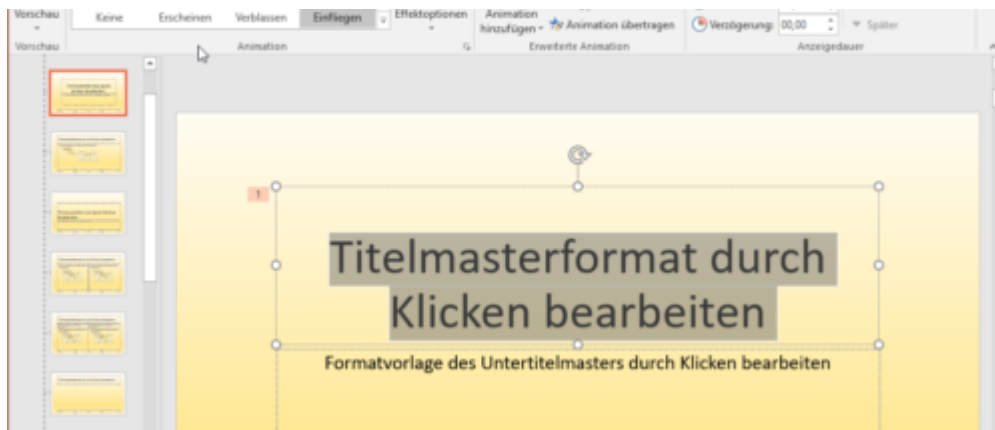 Vorschau
Keine
Erscheinen
Verblassen
Einfliegen
Effektoptionen
Animation
hinzufügen
Animation übertragen
Verzögerung: 00,00
Später
Vorschau
Animation
Erweiterte Animation
Anzeigedauer
1
Titelmasterformat durch
Klicken bearbeiten
Formatvorlage des Untertitelmasters durch Klicken bearbeiten